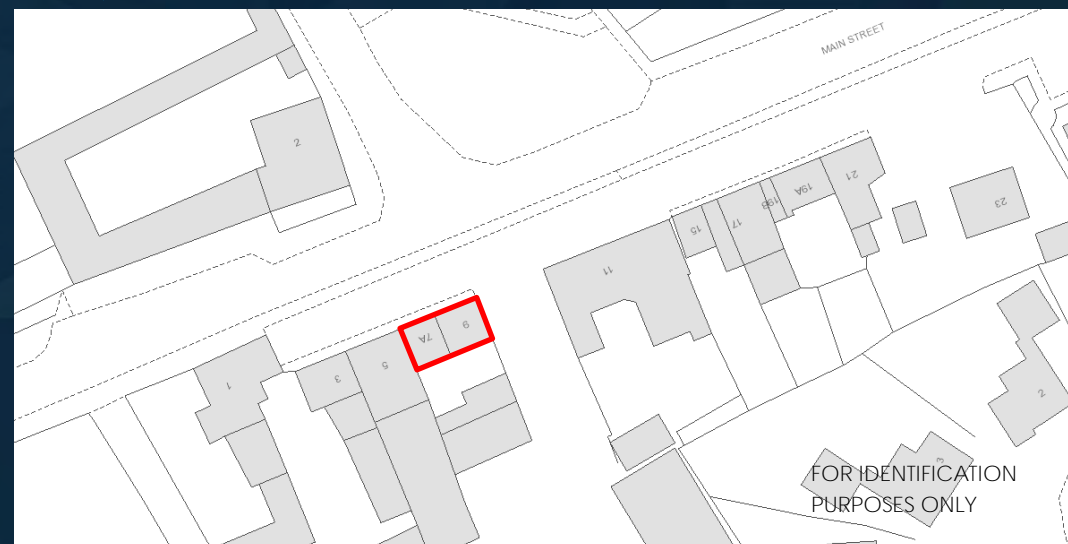 MAIN STREET
2
21
19A
19B
17
15
23
11
9
7A
5
3
1
2
3
FOR IDENTIFICATION
PURPOSES ONLY